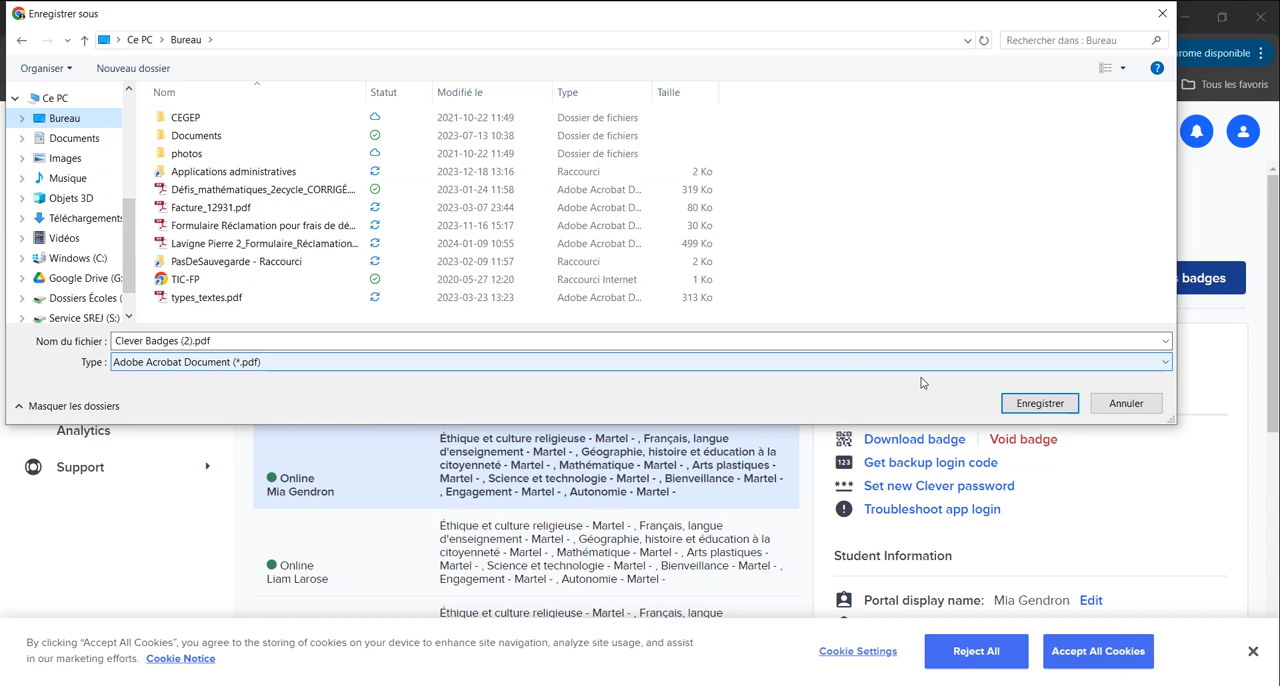 Enregistrer sous
Ce PC
Bureau
Rechercher dans : Bureau
rome disponible
Organiser
Nouveau dossier
Tous les favoris
Ce PC
Bureau
Documents
Images
Musique
Objets 3D
Téléchargements
Vidéos
Windows (C:)
Google Drive (G:
Dossiers Écoles (
Service SREJ (S:)
Nom Statut Modifié le Type Taille
CEGEP 2021-10-22 11:49 Dossier de fichiers
Documents 2023-07-13 10:38 Dossier de fichiers
photos 2021-10-22 11:49 Dossier de fichiers
Applications administratives 2023-12-18 13:16 Raccourci 2 Ko
Défis_mathématiques_2ecycle_CORRIGÉ.... 2023-01-24 11:58 Adobe Acrobat D... 319 Ko
Facture_12931.pdf 2023-03-07 23:44 Adobe Acrobat D... 80 Ko
Formulaire Réclamation pour frais de dé... 2023-11-16 15:17 Adobe Acrobat D... 30 Ko
Lavigne Pierre 2_Formulaire_Réclamation... 2024-01-09 10:55 Adobe Acrobat D... 499 Ko
PasDeSauvegarde - Raccourci 2023-02-09 11:57 Raccourci 2 Ko
TIC-FP 2020-05-27 12:20 Raccourci Internet 1 Ko
types_textes.pdf 2023-03-23 13:23 Adobe Acrobat D... 313 Ko
badges
Nom du fichier : Clever Badges (2).pdf
Type : Adobe Acrobat Document (*.pdf)
Masquer les dossiers
Enregistrer
Annuler
Analytics
Support
Éthique et culture religieuse - Martel - , Français, langue
d'enseignement - Martel - , Géographie, histoire et éducation à la
citoyenneté - Martel - , Mathématique - Martel - , Arts plastiques -
Martel - , Science et technologie - Martel - , Bienveillance - Martel -
, Engagement - Martel - , Autonomie - Martel -
Online
Mia Gendron
Éthique et culture religieuse - Martel - , Français, langue
d'enseignement - Martel - , Géographie, histoire et éducation à la
citoyenneté - Martel - , Mathématique - Martel - , Arts plastiques -
Martel - , Science et technologie - Martel - , Bienveillance - Martel - ,
Engagement - Martel - , Autonomie - Martel -
Online
Liam Larose
Éthique et culture religieuse - Martel - , Français, langue
Download badge
Void badge
123
Get backup login code
Set new Clever password
Troubleshoot app login
Student Information
Portal display name: Mia Gendron Edit
By clicking “Accept All Cookies”, you agree to the storing of cookies on your device to enhance site navigation, analyze site usage, and assist
in our marketing efforts. Cookie Notice
Cookie Settings
Reject All
Accept All Cookies